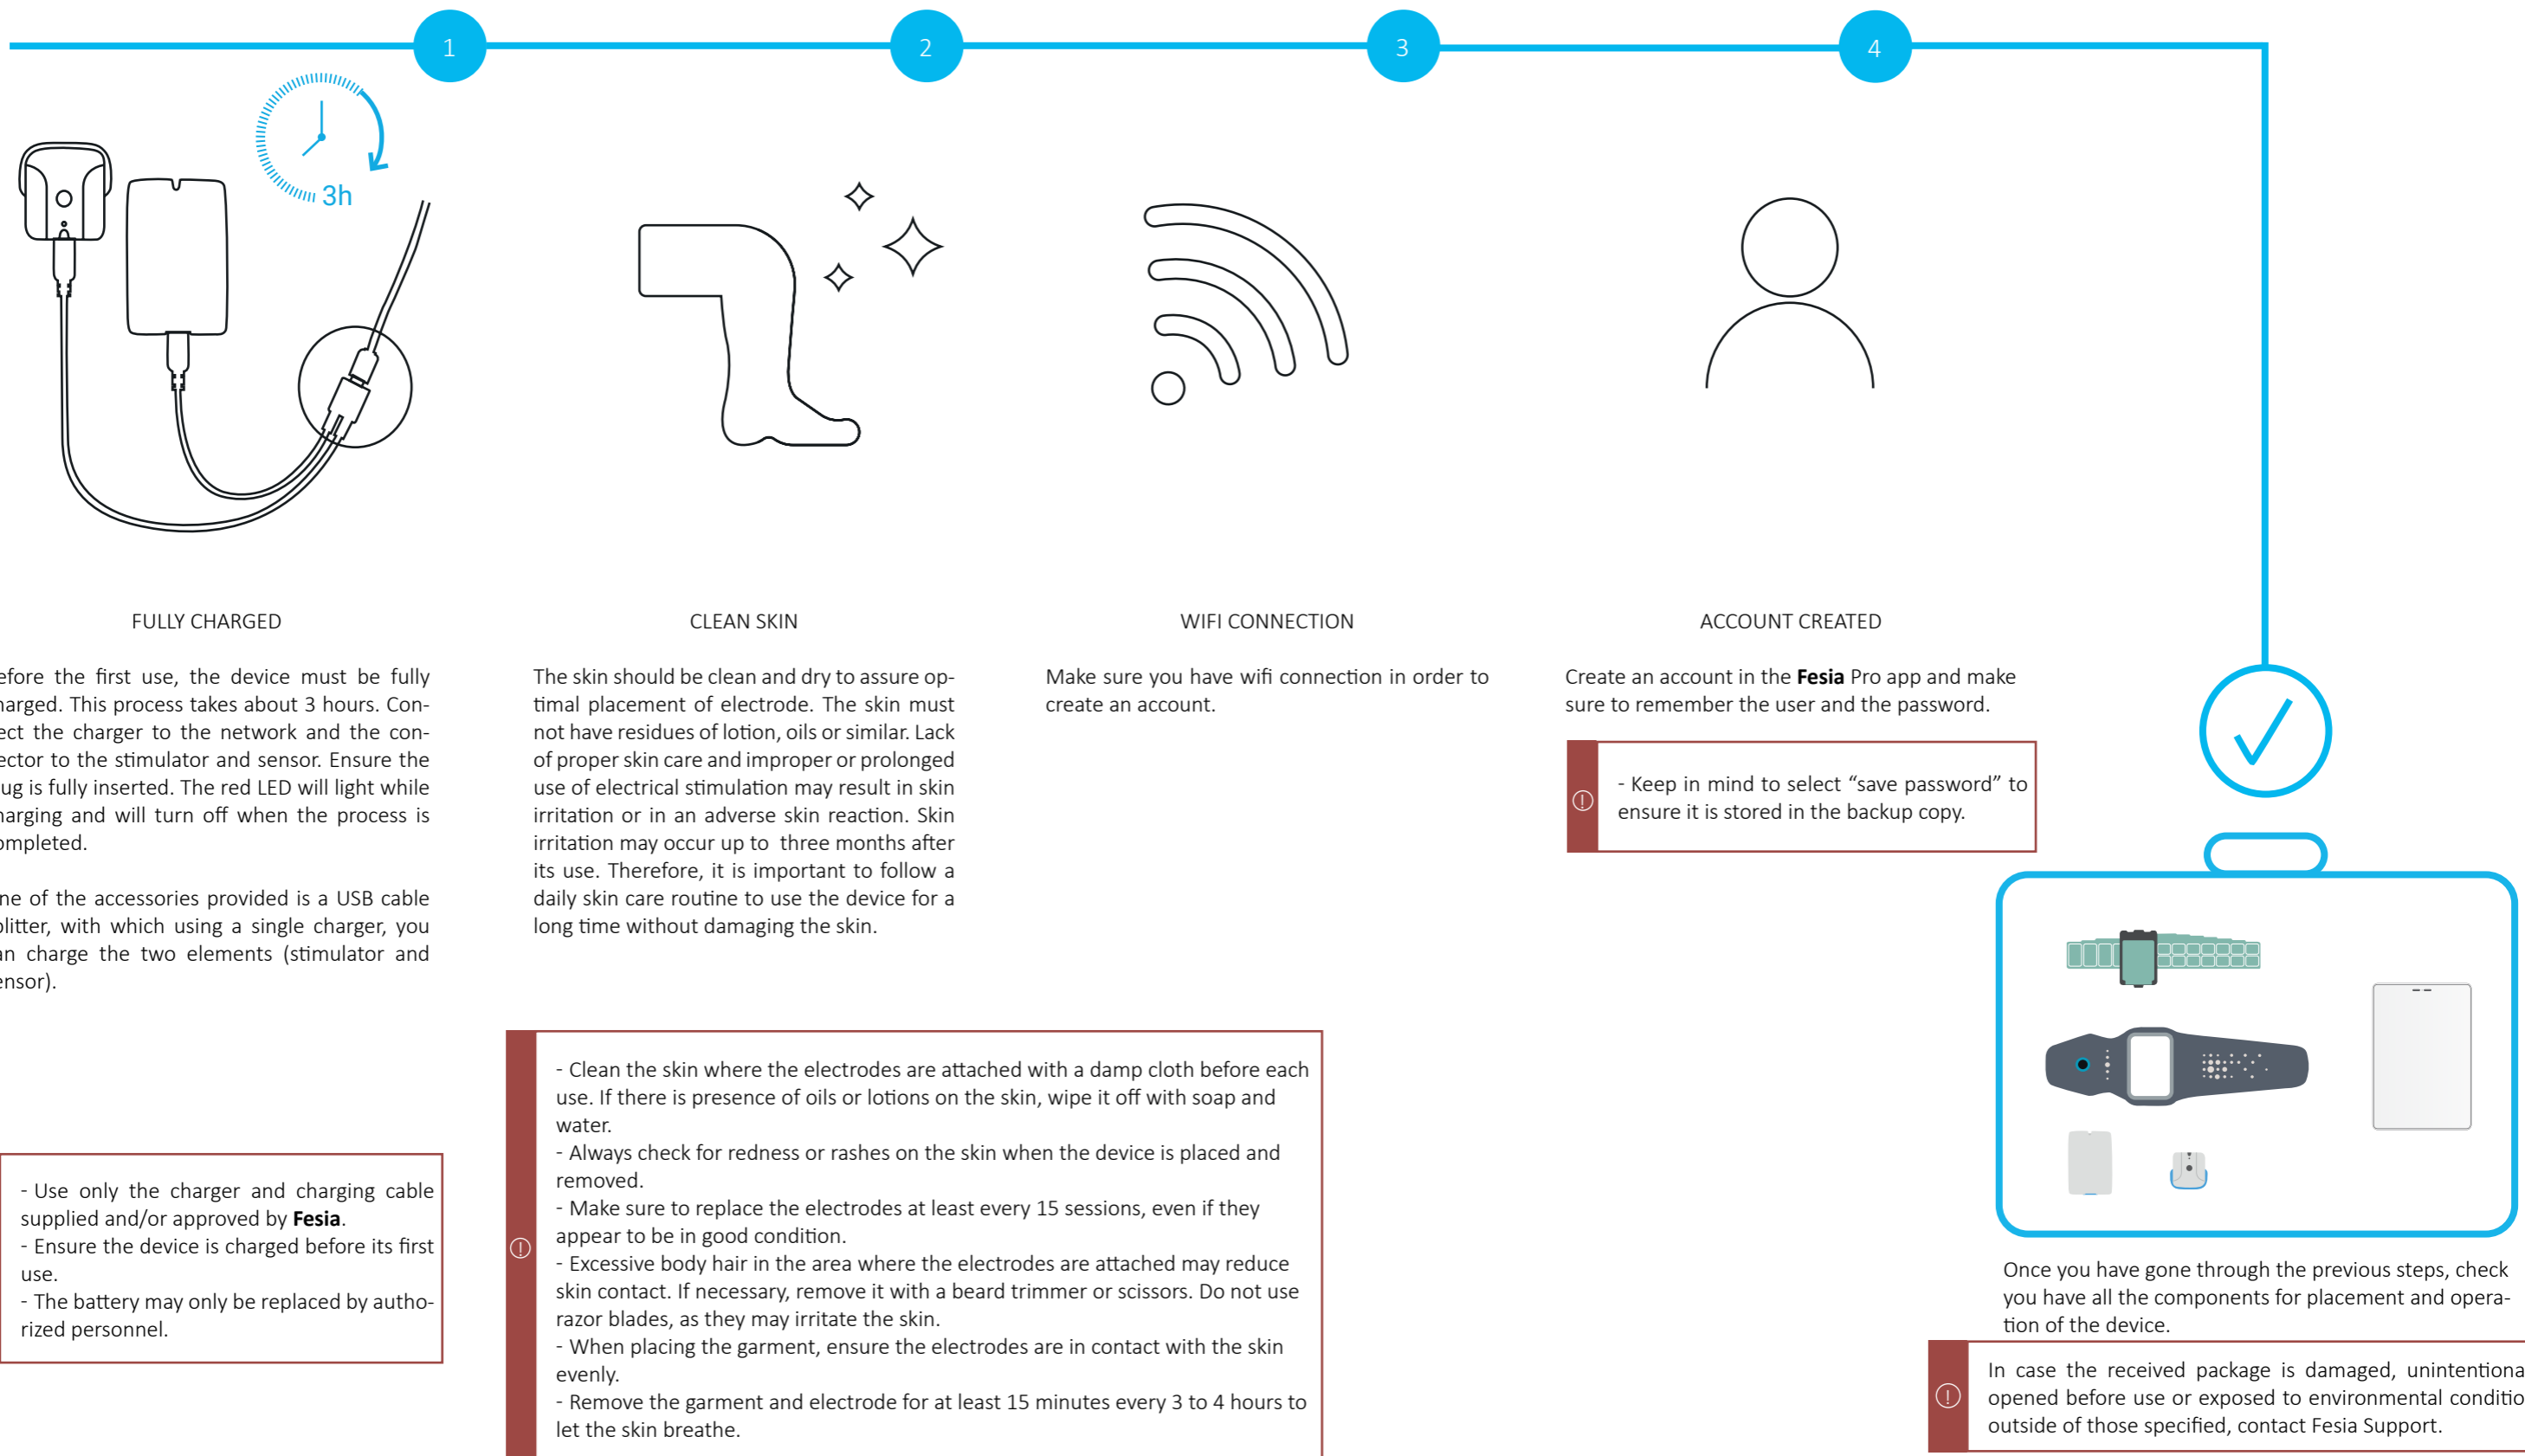 1
2
3
4
3h
FULLY CHARGED
efore the first use, the device must be fully
harged. This process takes about 3 hours. Con-
ect the charger to the network and the con-
ector to the stimulator and sensor. Ensure the
ug is fully inserted. The red LED will light while
harging and will turn off when the process is
ompleted.
ne of the accessories provided is a USB cable
plitter, with which using a single charger, you
an charge the two elements (stimulator and
ensor).
- Use only the charger and charging cable
supplied and/or approved by Fesia.
- Ensure the device is charged before its first
use.
- The battery may only be replaced by autho-
rized personnel.
CLEAN SKIN
The skin should be clean and dry to assure op-
timal placement of electrode. The skin must
not have residues of lotion, oils or similar. Lack
of proper skin care and improper or prolonged
use of electrical stimulation may result in skin
irritation or in an adverse skin reaction. Skin
irritation may occur up to three months after
its use. Therefore, it is important to follow a
daily skin care routine to use the device for a
long time without damaging the skin.
- Clean the skin where the electrodes are attached with a damp cloth before each
use. If there is presence of oils or lotions on the skin, wipe it off with soap and
water.
- Always check for redness or rashes on the skin when the device is placed and
removed.
- Make sure to replace the electrodes at least every 15 sessions, even if they
appear to be in good condition.
- Excessive body hair in the area where the electrodes are attached may reduce
skin contact. If necessary, remove it with a beard trimmer or scissors. Do not use
razor blades, as they may irritate the skin.
- When placing the garment, ensure the electrodes are in contact with the skin
evenly.
- Remove the garment and electrode for at least 15 minutes every 3 to 4 hours to
let the skin breathe.
WIFI CONNECTION
Make sure you have wifi connection in order to
create an account.
ACCOUNT CREATED
Create an account in the Fesia Pro app and make
sure to remember the user and the password.
- Keep in mind to select “save password” to
ensure it is stored in the backup copy.
Once you have gone through the previous steps, check
you have all the components for placement and opera-
tion of the device.
In case the received package is damaged, unintentiona
opened before use or exposed to environmental conditio
outside of those specified, contact Fesia Support.